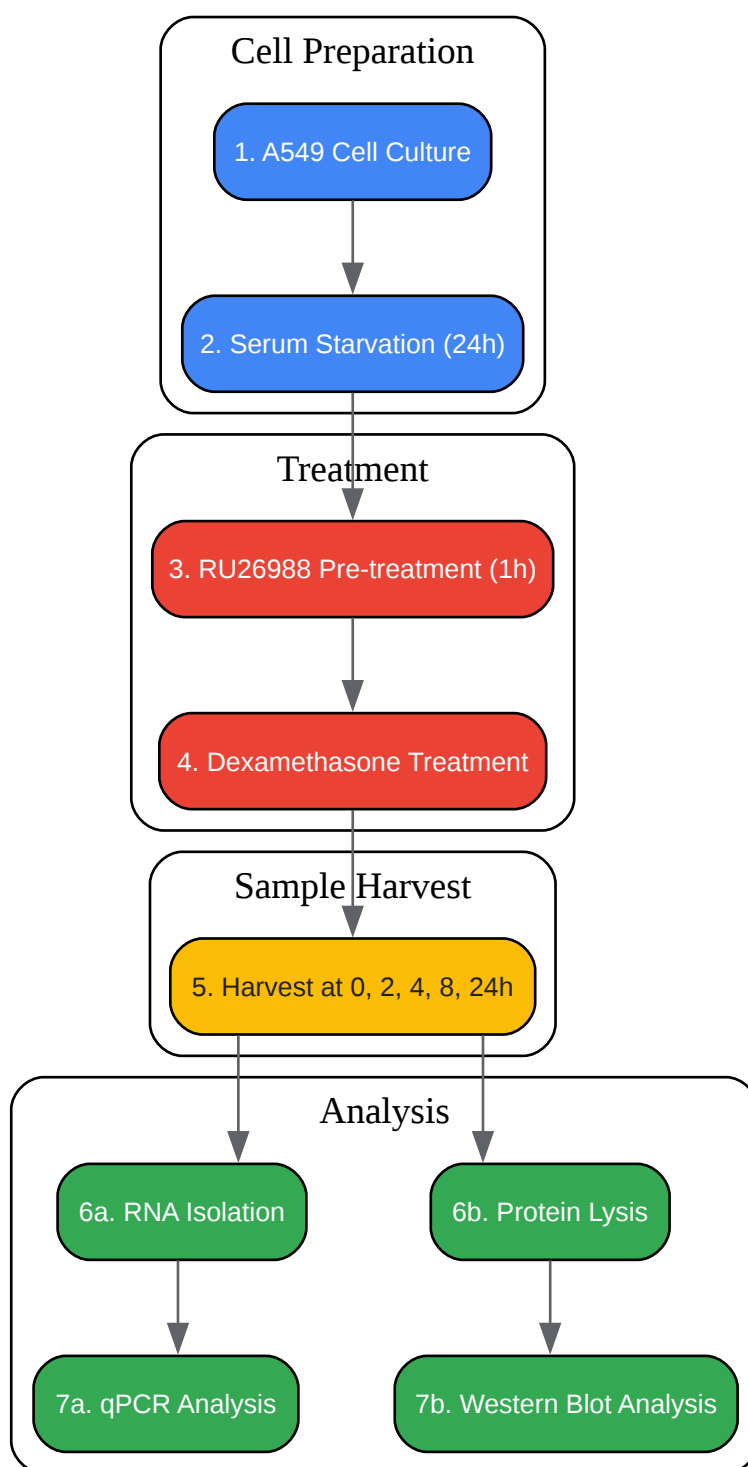 Cell Preparation
1. A549 Cell Culture
2. Serum Starvation (24h)
Treatment
3. RU26988 Pre-treatment (1h)
4. Dexamethasone Treatment
Sample Harvest
5. Harvest at 0, 2, 4, 8, 24h
Analysis
6a. RNA Isolation
6b. Protein Lysis
7a. qPCR Analysis
7b. Western Blot Analysis